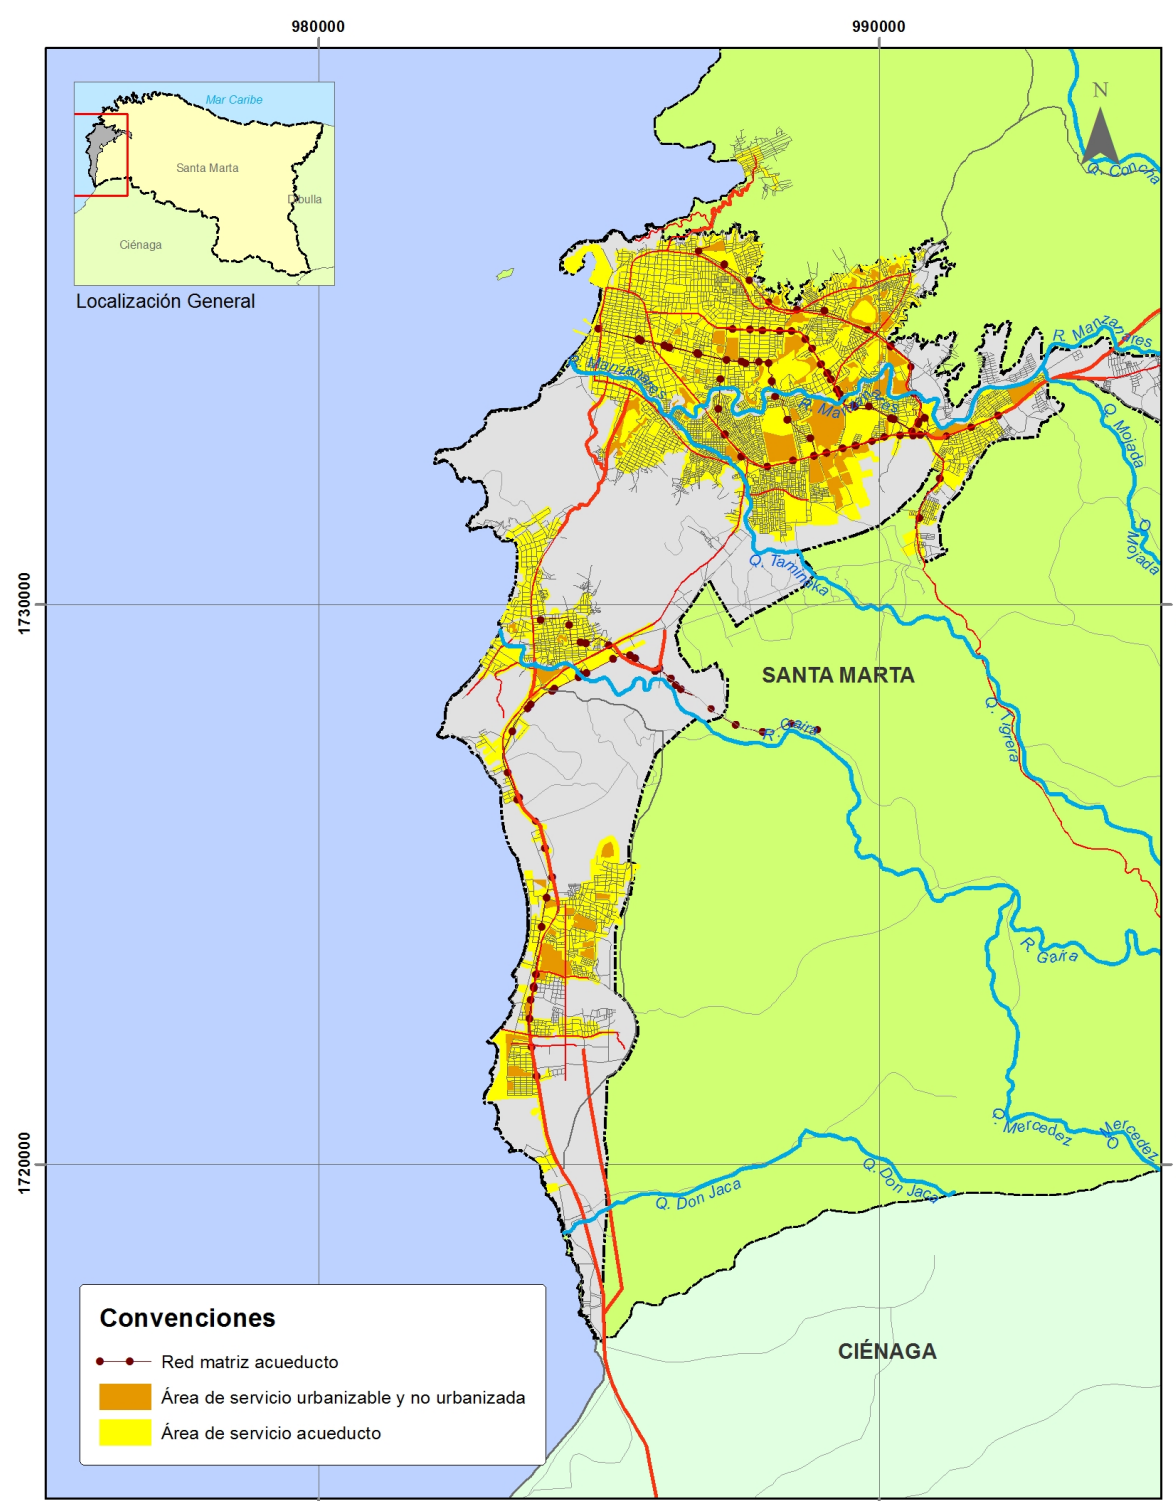 980000
990000
N
Mar Caribe
Santa Marta
Dibulla
Ciénaga
Localización General
Q. Concha
R. Manzanares
R. Manzanares
R. Manzanares
Q. Mojada
Q. Mojada
1730000
Q. Tamacá
SANTA MARTA
R. Gaira
Q. Tigrera
R. Gaira
1720000
Q. Mercedez
Q. Mercedez
Q. Don Jaca
Q. Don Jaca
CIÉNAGA
Convenciones
Red matriz acueducto
Área de servicio urbanizable y no urbanizada
Área de servicio acueducto